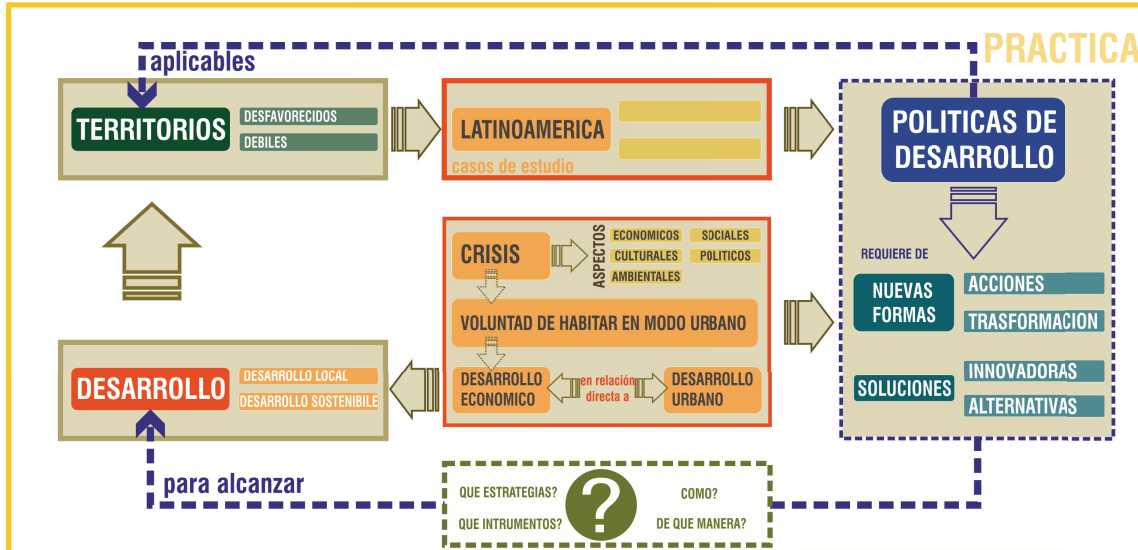 PRACTICA
aplicables
TERRITORIOS
DESFAVORECIDOS
DEBILES
LATINOAMERICA
casos de estudio
POLITICAS DE
DESARROLLO
REQUIERE DE
NUEVAS
FORMAS
ACCIONES
TRASFORMACION
SOLUCIONES
INNOVADORAS
ALTERNATIVAS
CRISIS
ASPECTOS
ECONOMICOS
SOCIALES
CULTURALES
POLITICOS
AMBIENTALES
VOLUNTAD DE HABITAR EN MODO URBANO
DESARROLLO
ECONOMICO
en relación
directa a
DESARROLLO
URBANO
DESARROLLO
DESARROLLO LOCAL
DESARROLLO SOSTENIBLE
para alcanzar
QUE ESTRATEGIAS?
QUE INTRUMENTOS?
?
COMO?
DE QUE MANERA?